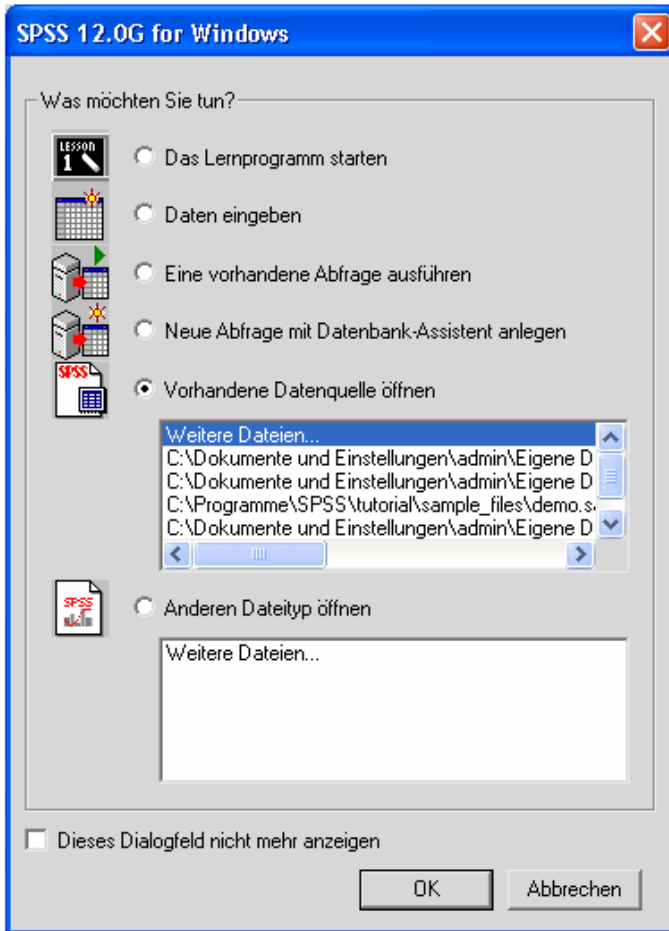 SPSS 12.0G for Windows
Was möchten Sie tun?
LESSON
1
Das Lernprogramm starten
Daten eingeben
Eine vorhandene Abfrage ausführen
Neue Abfrage mit Datenbank-Assistent anlegen
SPSS
Vorhandene Datenquelle öffnen
Weitere Dateien...
C:\Dokumente und Einstellungen\admin\Eigene D
C:\Dokumente und Einstellungen\admin\Eigene D
C:\Programme\SPSS\tutorial\sample_files\demo.sa
C:\Dokumente und Einstellungen\admin\Eigene D
SPSS
Anderen Dateityp öffnen
Weitere Dateien...
Dieses Dialogfeld nicht mehr anzeigen
OK
Abbrechen